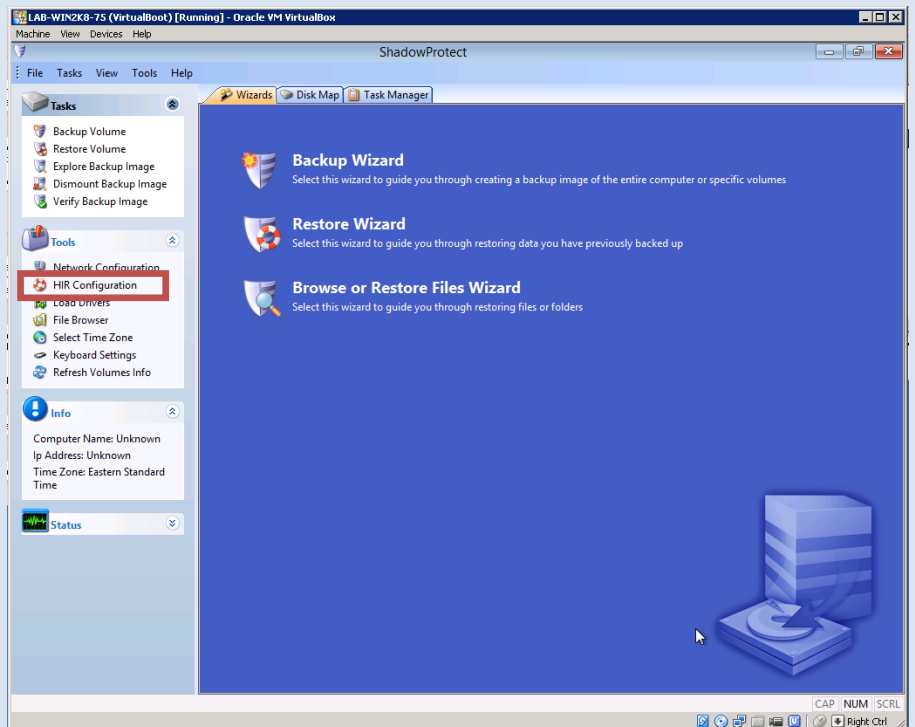 LAB-WIN2K8-75 (VirtualBoot) [Running] - Oracle VM VirtualBox
Machine View Devices Help
ShadowProtect
File Tasks View Tools Help
Wizards Disk Map Task Manager
Tasks
Backup Volume
Restore Volume
Explore Backup Image
Dismount Backup Image
Verify Backup Image
Tools
Network Configuration
HIR Configuration
Load Drivers
File Browser
Select Time Zone
Keyboard Settings
Refresh Volumes Info
Info
Computer Name: Unknown
Ip Address: Unknown
Time Zone: Eastern Standard
Time
Status
Backup Wizard
Select this wizard to guide you through creating a backup image of the entire computer or specific volumes
Restore Wizard
Select this wizard to guide you through restoring data you have previously backed up
Browse or Restore Files Wizard
Select this wizard to guide you through restoring files or folders
CAP NUM SCRL
Right Ctrl